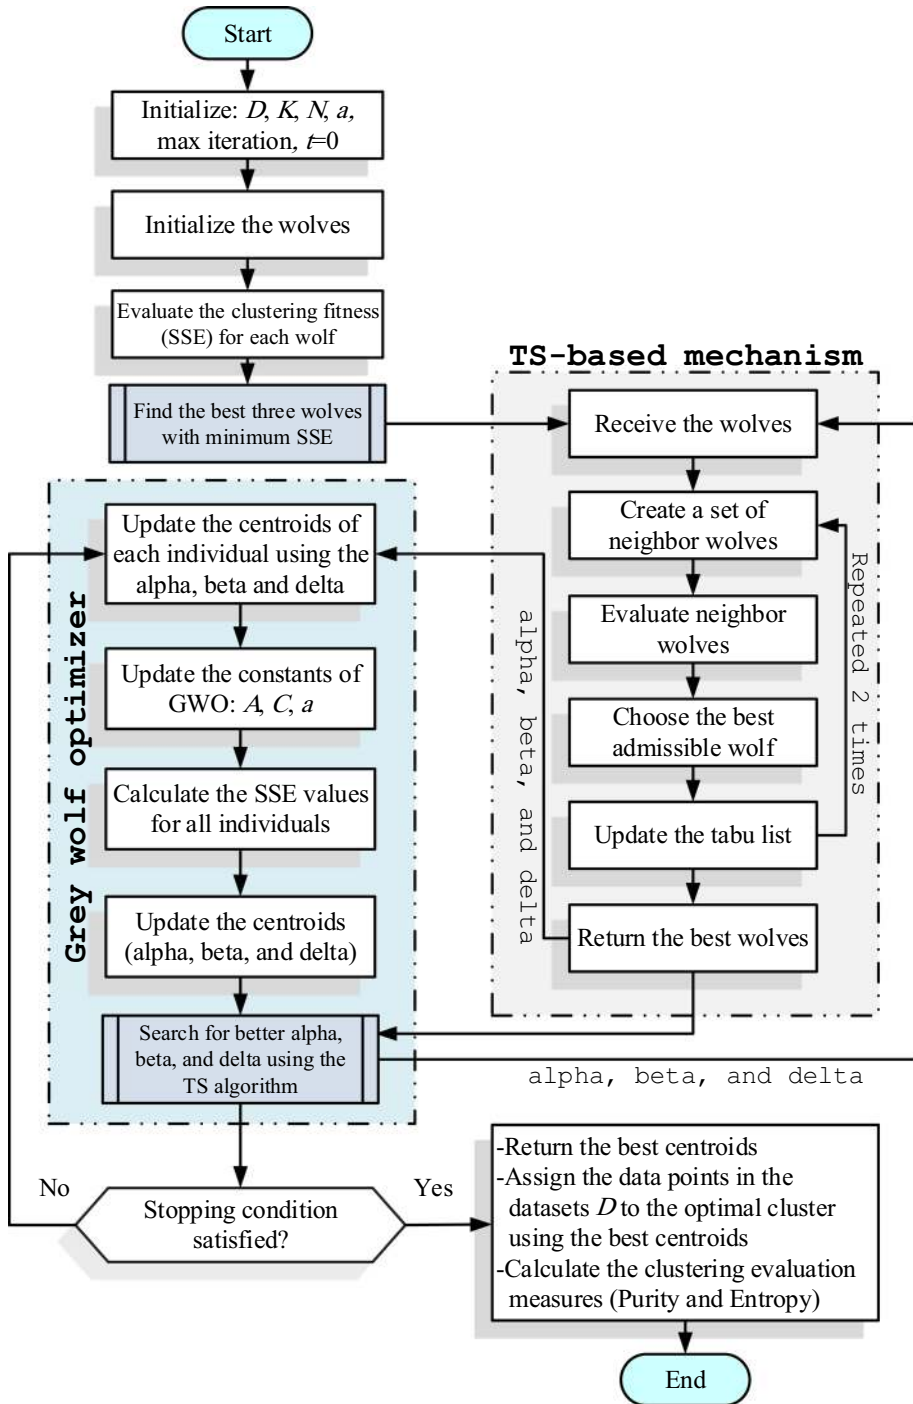 Start
Initialize: D, K, N, a,
max iteration, t=0
Initialize the wolves
Evaluate the clustering fitness
(SSE) for each wolf
Find the best three wolves
with minimum SSE
TS-based mechanism
Receive the wolves
Create a set of
neighbor wolves
Evaluate neighbor
wolves
Choose the best
admissible wolf
Update the tabu list
Return the best wolves
Repeated 2
times
alpha, beta, and delta
Grey wolf optimizer
Update the centroids of
each individual using the
alpha, beta and delta
Update the constants of
GWO: A, C, a
Calculate the SSE values
for all individuals
Update the centroids
(alpha, beta, and delta)
Search for better alpha,
beta, and delta using the
TS algorithm
alpha, beta, and delta
No
Stopping condition
satisfied?
Yes
-Return the best centroids
-Assign the data points in the
datasets D to the optimal cluster
using the best centroids
-Calculate the clustering evaluation
measures (Purity and Entropy)
End